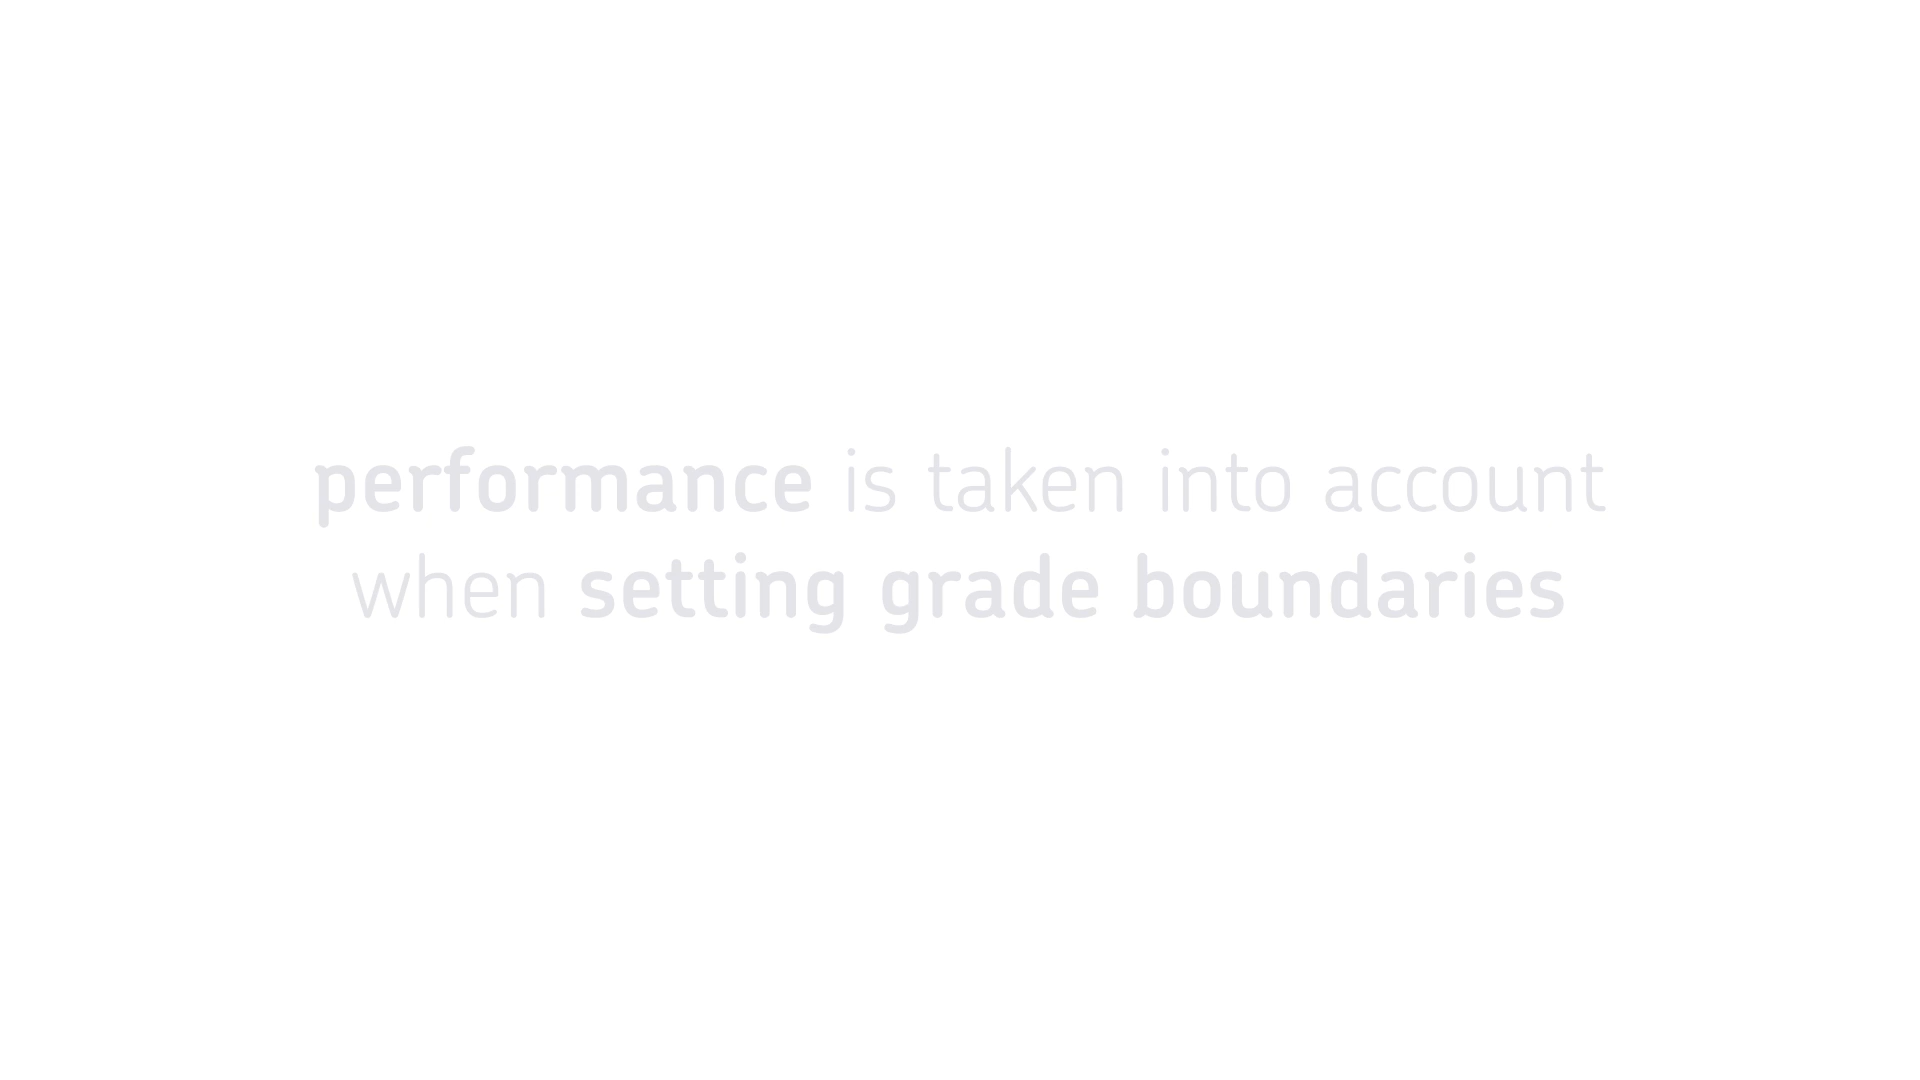 performance is taken into account
when setting grade boundaries